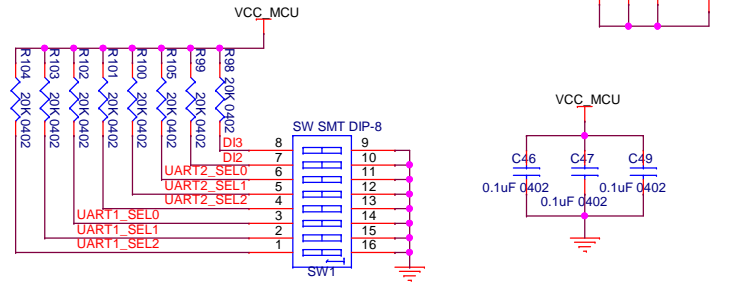 VCC_MCU
R104 20K 0402
R103 20K 0402
R102 20K 0402
R101 20K 0402
R100 20K 0402
R105 20K 0402
R99 20K 0402
R98 20K 0402
SW SMT DIP-8
DI3 8 9
DI2 7 10
UART2_SEL0 6 11
UART2_SEL1 5 12
UART2_SEL2 4 13
UART1_SEL0 3 14
UART1_SEL1 2 15
UART1_SEL2 1 16
SW1
VCC_MCU
C46 C47 C49
0.1uF 0402 0.1uF 0402
0.1uF 0402